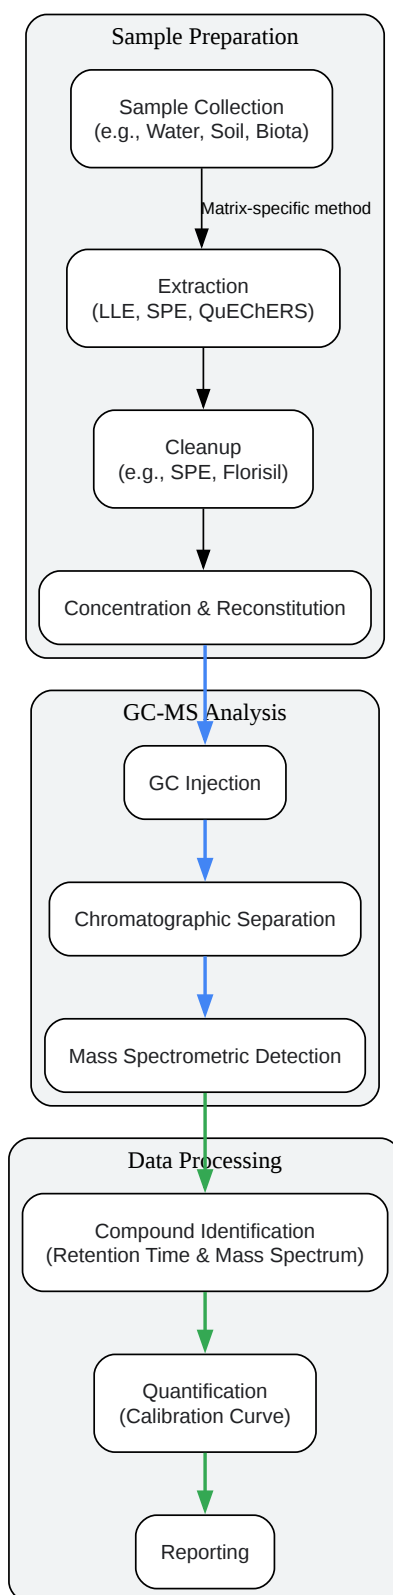 Sample Preparation
Sample Collection
(e.g., Water, Soil, Biota)
Matrix-specific method
Extraction
(LLE, SPE, QuEChERS)
Cleanup
(e.g., SPE, Florisil)
Concentration & Reconstitution
GC-MS Analysis
GC Injection
Chromatographic Separation
Mass Spectrometric Detection
Data Processing
Compound Identification
(Retention Time & Mass Spectrum)
Quantification
(Calibration Curve)
Reporting